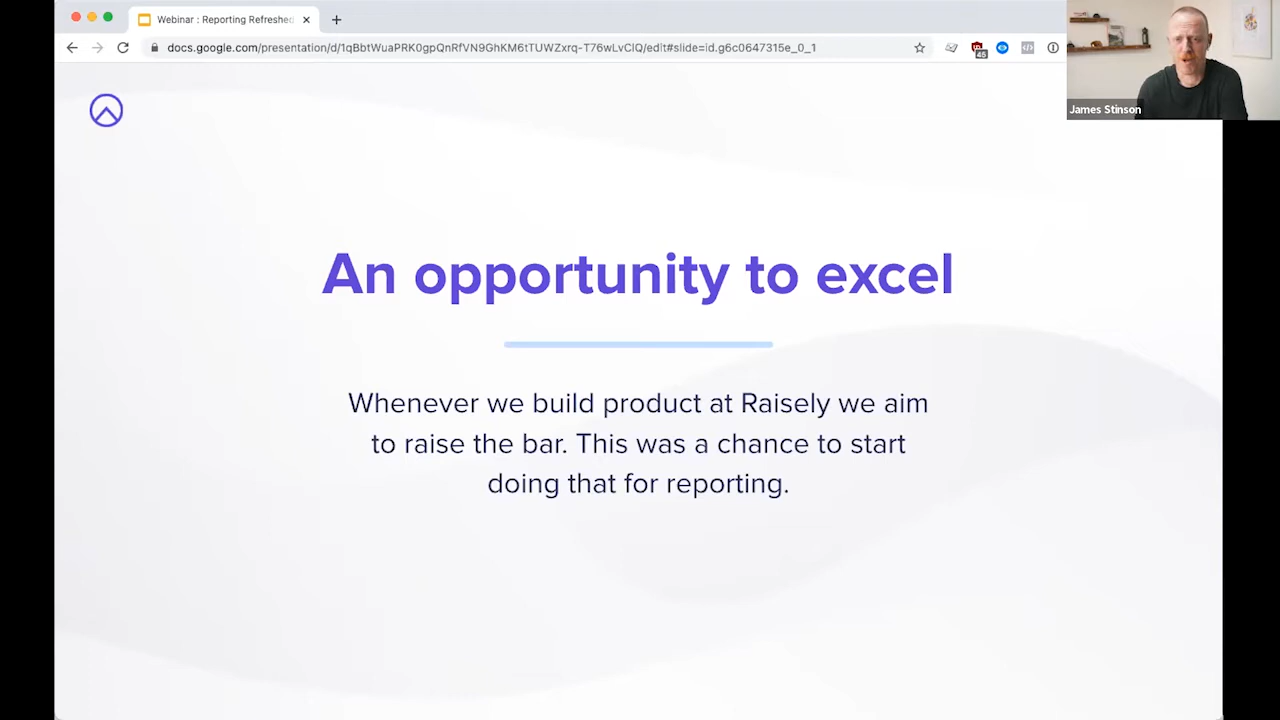 Webinar : Reporting Refreshed
docs.google.com/presentation/d/1qBbtWuaPRK0gpQnRfVN9GhKM6tTUWZxrq-T76wLvClQ/edit#slide=id.g6c0647315e_0_1
45
James Stinson
An opportunity to excel
Whenever we build product at Raisely we aim
to raise the bar. This was a chance to start
doing that for reporting.